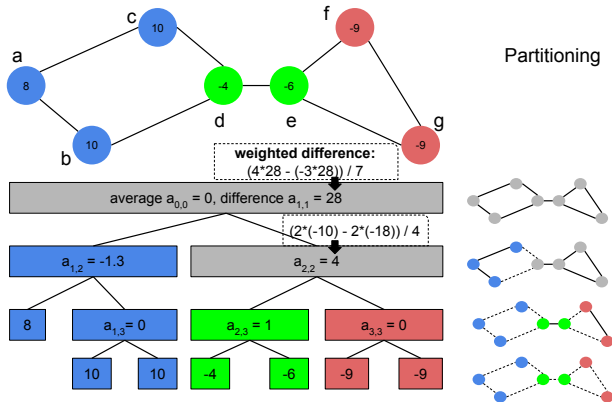 c
10
f
-9
a
8
Partitioning
-4
-6
b
10
d
e
g
-9
weighted difference:
(4*28 - (-3*28)) / 7
average a0,0 = 0, difference a1,1 = 28
(2*(-10) - 2*(-18)) / 4
a1,2 = -1.3
a2,2 = 4
8
a1,3 = 0
a2,3 = 1
a3,3 = 0
10
10
-4
-6
-9
-9